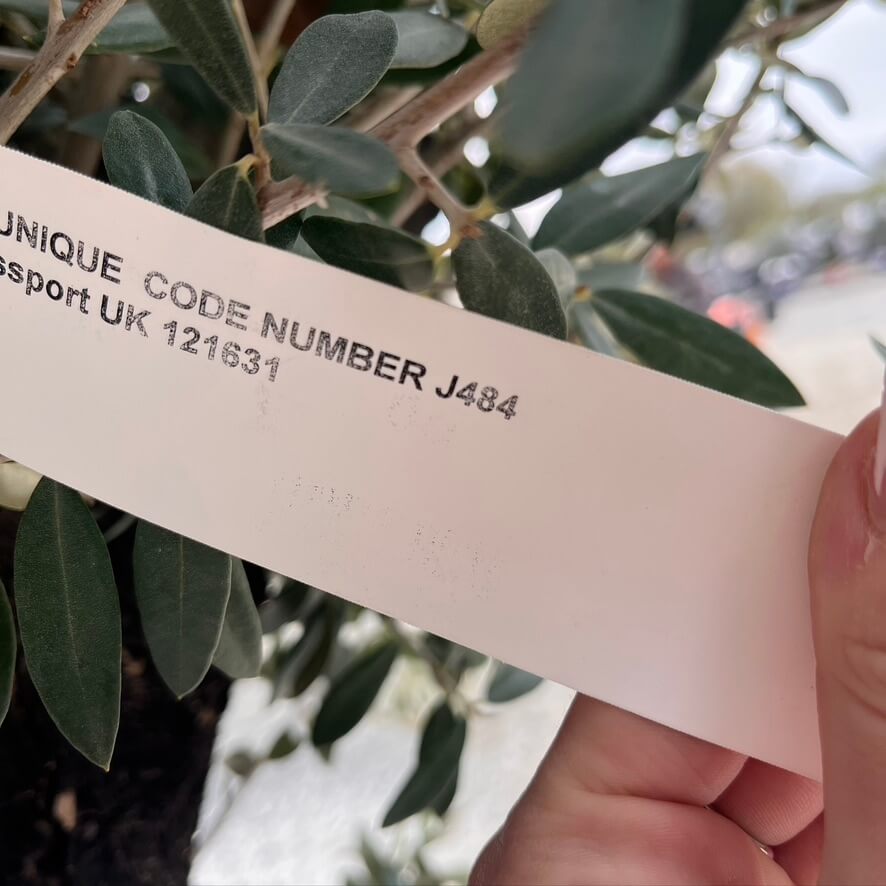 UNIQUE CODE NUMBER J484
ssport UK 121631